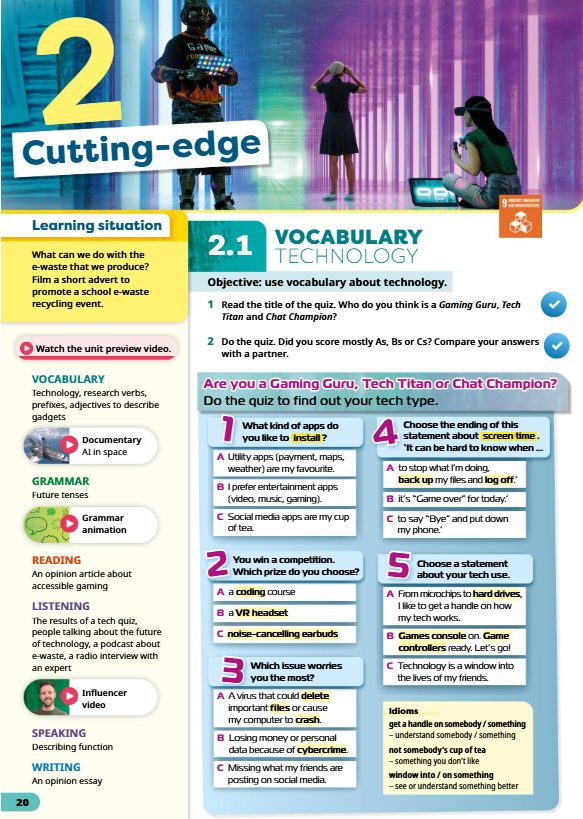 2
Cutting-edge
Game
9 INDUSTRY, INNOVATION
AND INFRASTRUCTURE
Learning situation
What can we do with the
e-waste that we produce?
Film a short advert to
promote a school e-waste
recycling event.
Watch the unit preview video.
VOCABULARY
Technology, research verbs,
prefixes, adjectives to describe
gadgets
Documentary
AI in space
GRAMMAR
Future tenses
Grammar
animation
READING
An opinion article about
accessible gaming
LISTENING
The results of a tech quiz,
people talking about the future
of technology, a podcast about
e-waste, a radio interview with
an expert
Influencer
video
SPEAKING
Describing function
WRITING
An opinion essay
20
2.1
VOCABULARY
TECHNOLOGY
Objective: use vocabulary about technology.
1 Read the title of the quiz. Who do you think is a Gaming Guru, Tech
Titan and Chat Champion?
2 Do the quiz. Did you score mostly As, Bs or Cs? Compare your answers
with a partner.
Are you a Gaming Guru, Tech Titan or Chat Champion?
Do the quiz to find out your tech type.
1 What kind of apps do
you like to install?
A Utility apps (payment, maps,
weather) are my favourite.
B I prefer entertainment apps
(video, music, gaming).
C Social media apps are my cup
of tea.
2 You win a competition.
Which prize do you choose?
A a coding course
B a VR headset
C noise-cancelling earbuds
3 Which issue worries
you the most?
A A virus that could delete
important files or cause
my computer to crash.
B Losing money or personal
data because of cybercrime.
C Missing what my friends are
posting on social media.
4 Choose the ending of this
statement about screen time.
'It can be hard to know when ...
A to stop what I'm doing,
back up my files and log off.'
B it's "Game over" for today.'
C to say "Bye" and put down
my phone.'
5 Choose a statement
about your tech use.
A From microchips to hard drives,
I like to get a handle on how
my tech works.
B Games console on. Game
controllers ready. Let's go!
C Technology is a window into
the lives of my friends.
Idioms
get a handle on somebody / something
– understand somebody / something
not somebody's cup of tea
– something you don't like
window into / on something
– see or understand something better